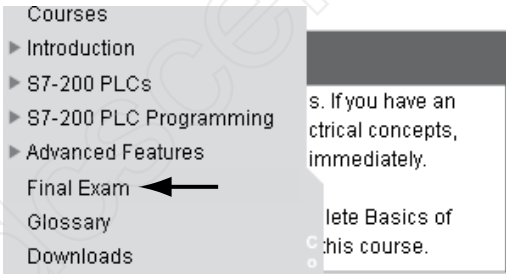 Courses
Introduction
S7-200 PLCs
S7-200 PLC Programming
Advanced Features
Final Exam
Glossary
Downloads
s. If you have an
ctrical concepts,
immediately.
lete Basics of
this course.
C
o